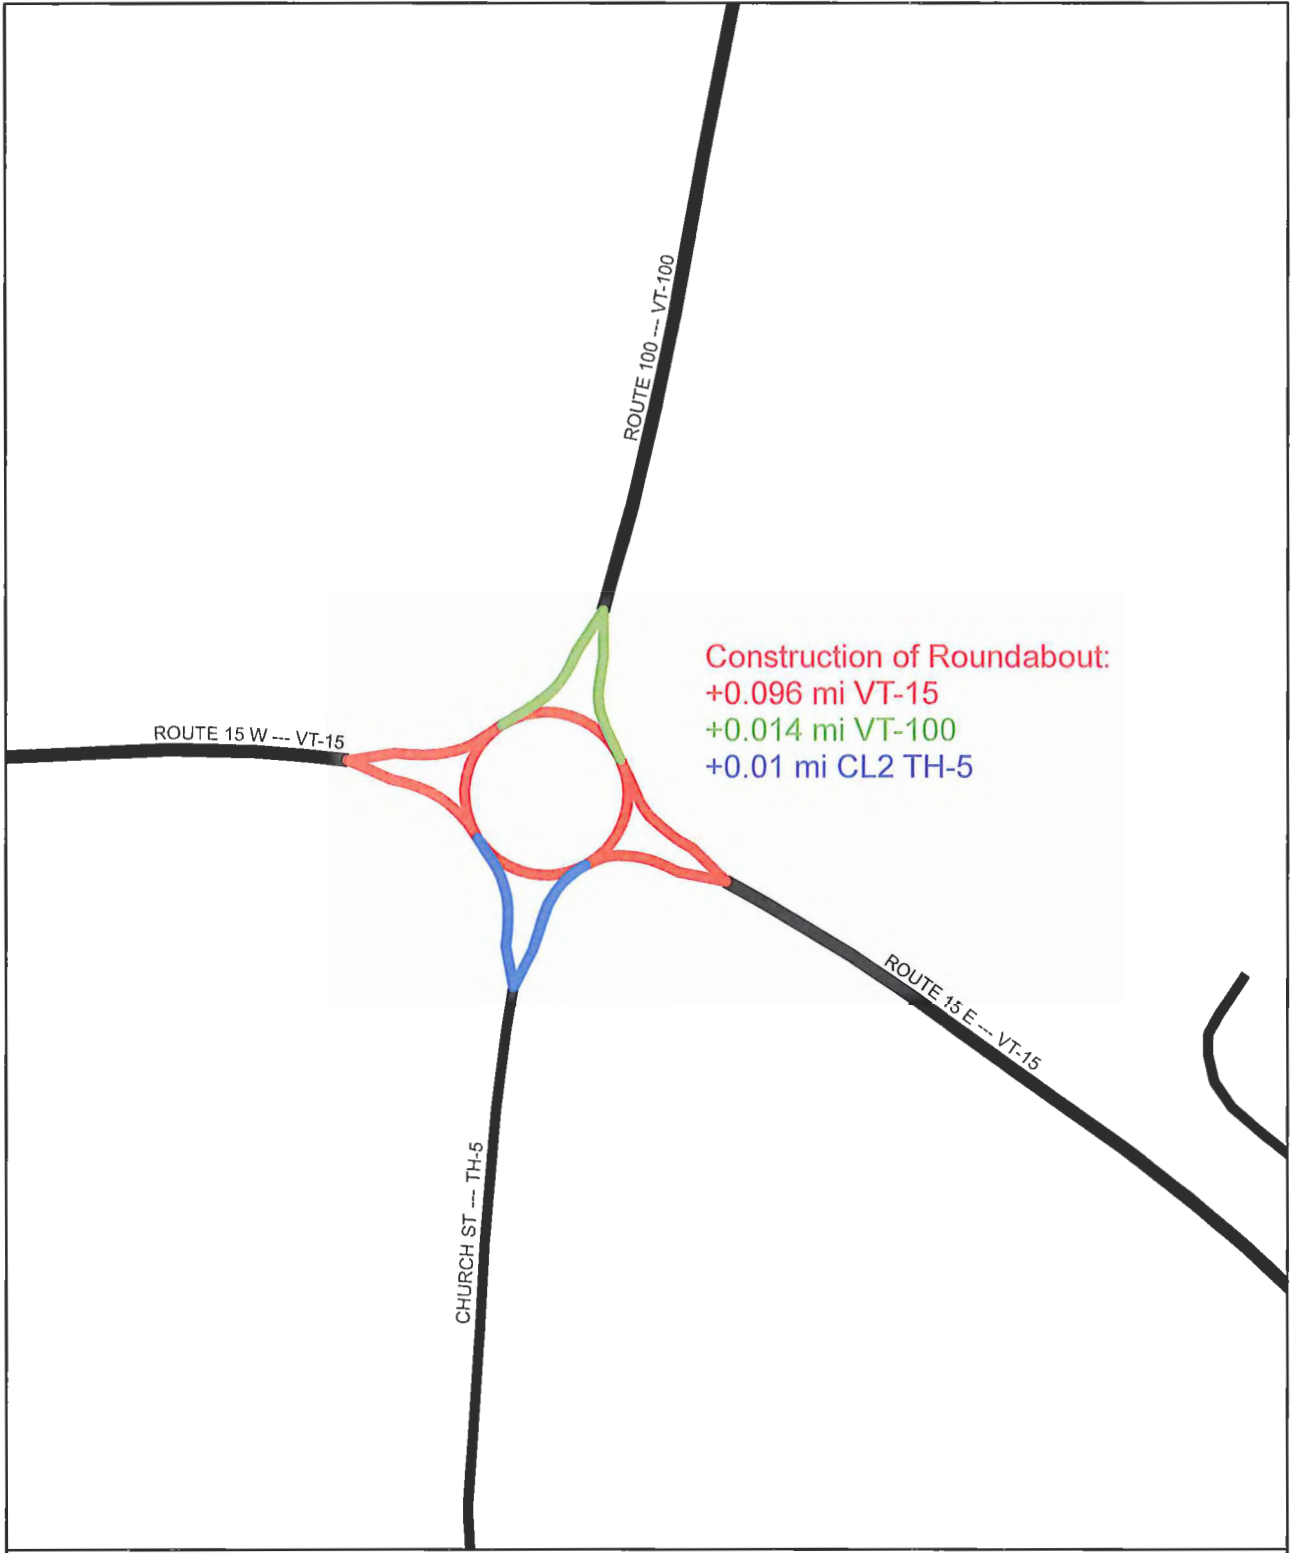 ROUTE 100 --- VT-100
Construction of Roundabout:
+0.096 mi VT-15
+0.014 mi VT-100
+0.01 mi CL2 TH-5
ROUTE 15 W --- VT-15
ROUTE 15 E --- VT-15
CHURCH ST --- TH-5